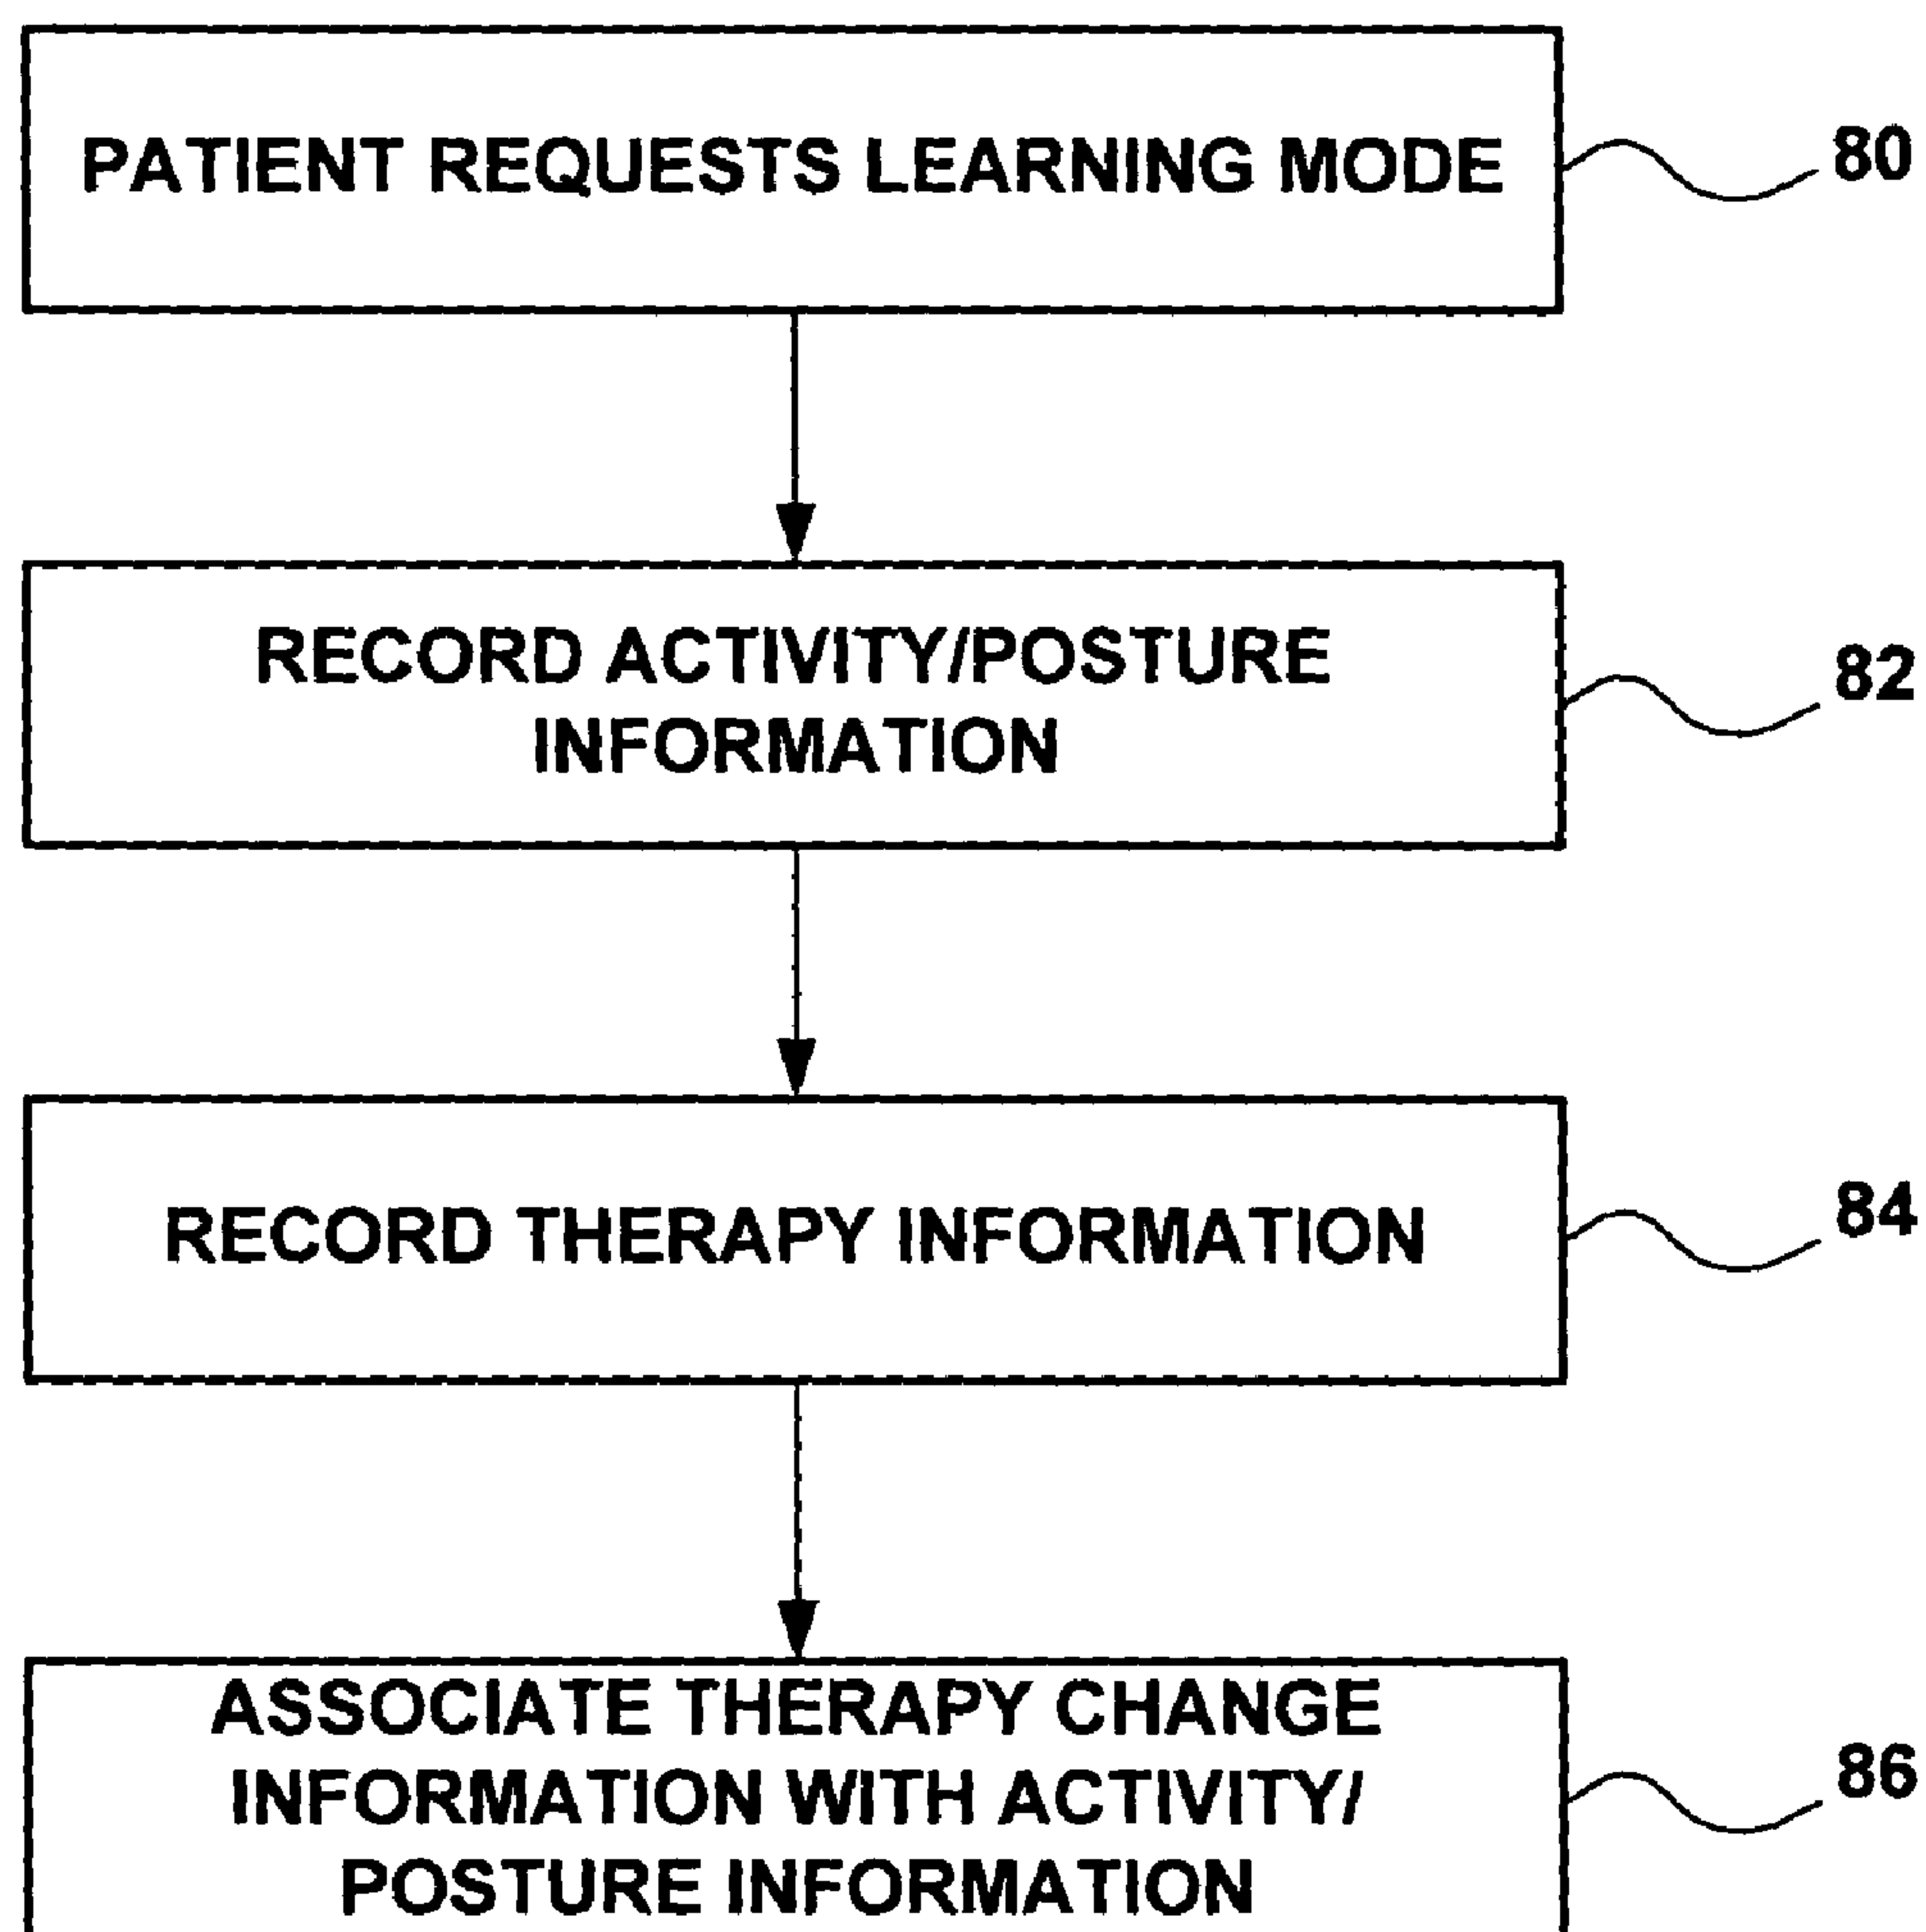 PATIENT REQUESTS LEARNING MODE
80
RECORD ACTIVITY/POSTURE
INFORMATION
82
RECORD THERAPY INFORMATION
84
ASSOCIATE THERAPY CHANGE
INFORMATION WITH ACTIVITY/
POSTURE INFORMATION
86